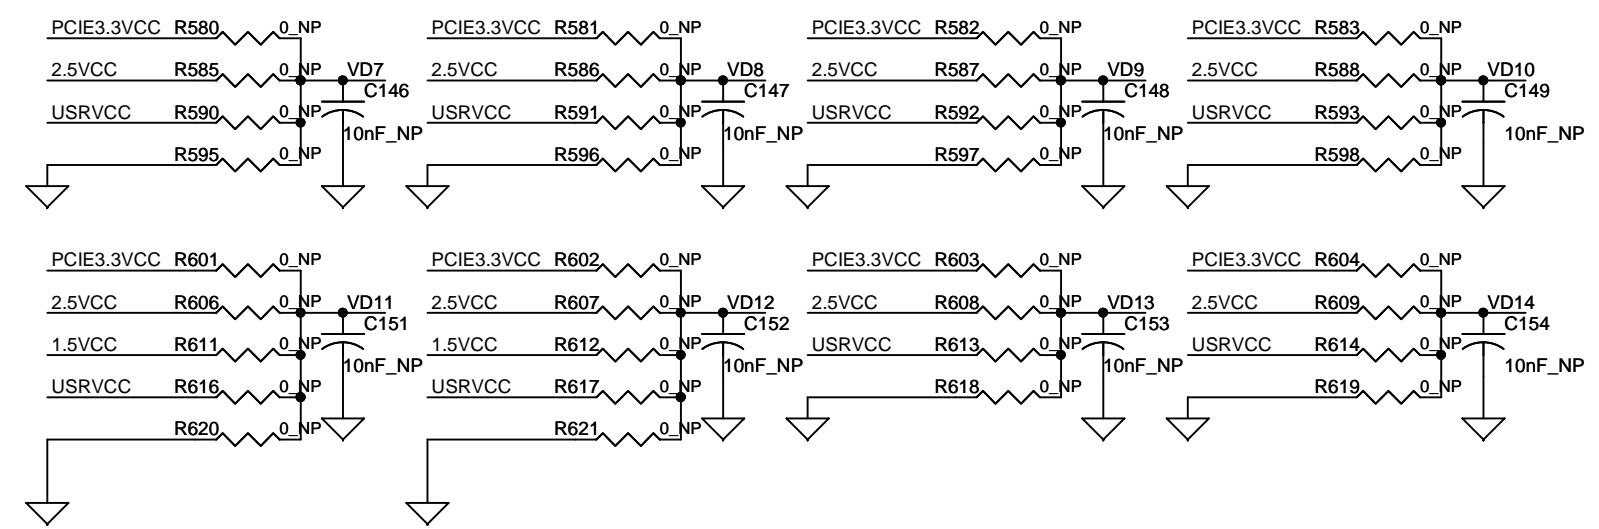 PCIE3.3VCC R580 0_NP PCIE3.3VCC R581 0_NP PCIE3.3VCC R582 0_NP PCIE3.3VCC R583 0_NP
2.5VCC R585 0_NP VD7 2.5VCC R586 0_NP VD8 2.5VCC R587 0_NP VD9 2.5VCC R588 0_NP VD10
C146 C147 C148 C149
USRVCC R590 0_NP USRVCC R591 0_NP USRVCC R592 0_NP USRVCC R593 0_NP
10nF_NP 10nF_NP 10nF_NP 10nF_NP
R595 0_NP R596 0_NP R597 0_NP R598 0_NP
PCIE3.3VCC R601 0_NP PCIE3.3VCC R602 0_NP PCIE3.3VCC R603 0_NP PCIE3.3VCC R604 0_NP
2.5VCC R606 0_NP VD11 2.5VCC R607 0_NP VD12 2.5VCC R608 0_NP VD13 2.5VCC R609 0_NP VD14
C151 C152 C153 C154
1.5VCC R611 0_NP 1.5VCC R612 0_NP USRVCC R613 0_NP USRVCC R614 0_NP
10nF_NP 10nF_NP 10nF_NP 10nF_NP
USRVCC R616 0_NP USRVCC R617 0_NP R618 0_NP R619 0_NP
R620 0_NP R621 0_NP